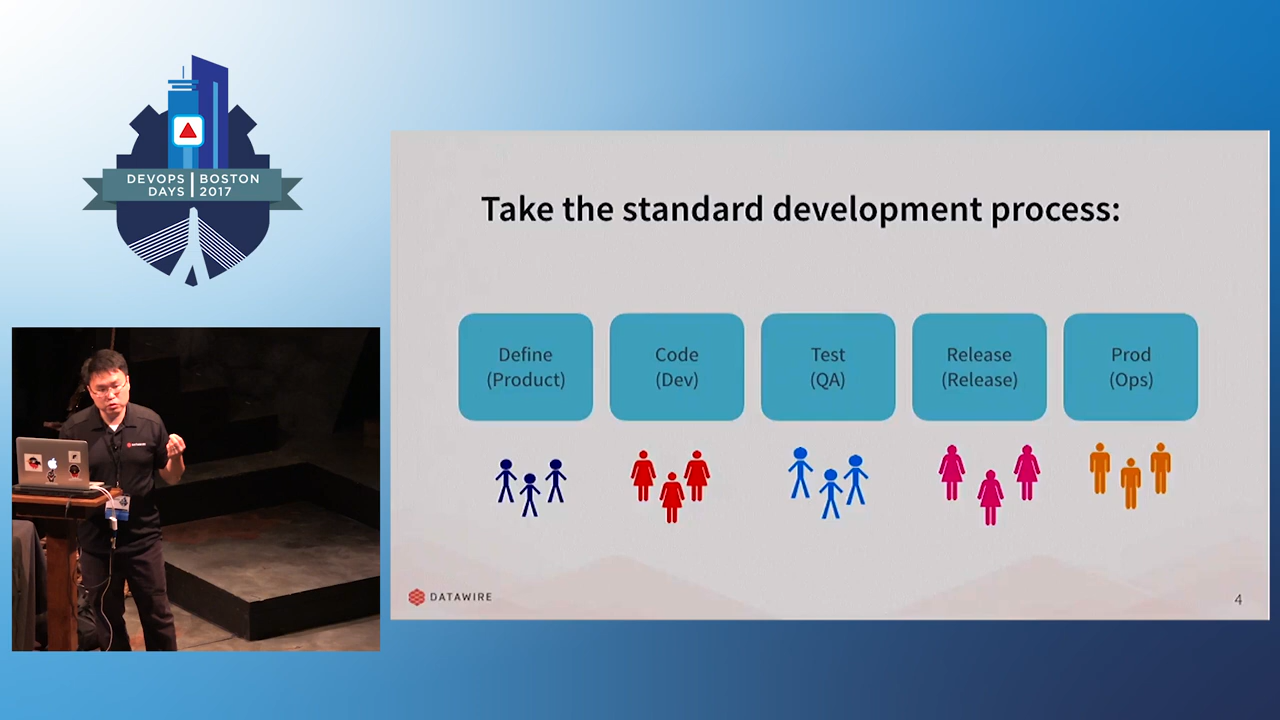 DEVOPS BOSTON
DAYS 2017
Take the standard development process:
Define
(Product)
Code
(Dev)
Test
(QA)
Release
(Release)
Prod
(Ops)
DATAWIRE
4